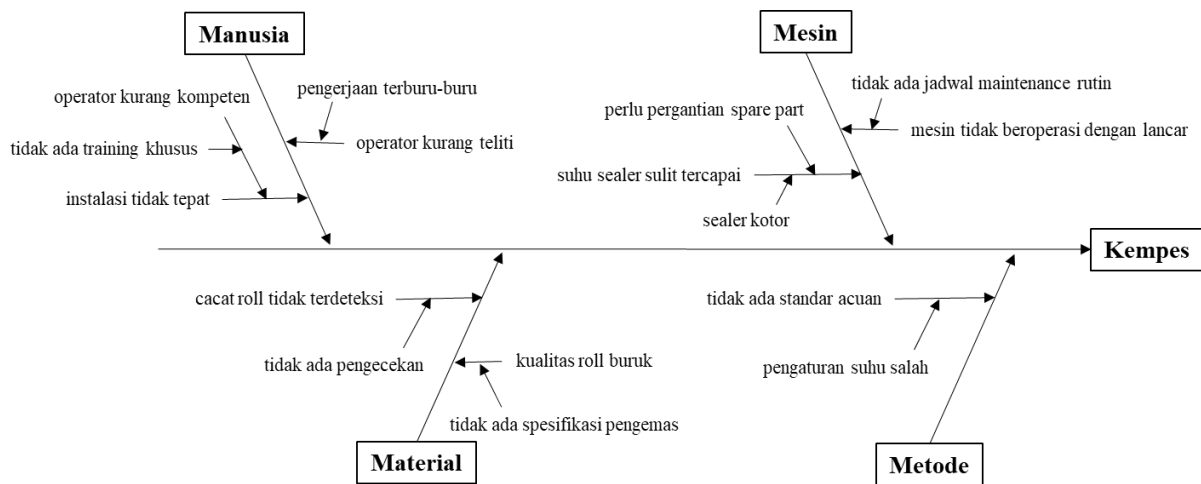 Manusia
Mesin
operator kurang kompeten
pengerjaan terburu-buru
tidak ada training khusus
operator kurang teliti
instalasi tidak tepat
tidak ada jadwal maintenance rutin
perlu pergantian spare part
mesin tidak beroperasi dengan lancar
suhu sealer sulit tercapai
sealer kotor
Kempes
cacat roll tidak terdeteksi
tidak ada pengecekan
kualitas roll buruk
tidak ada spesifikasi pengemas
Material
tidak ada standar acuan
pengaturan suhu salah
Metode